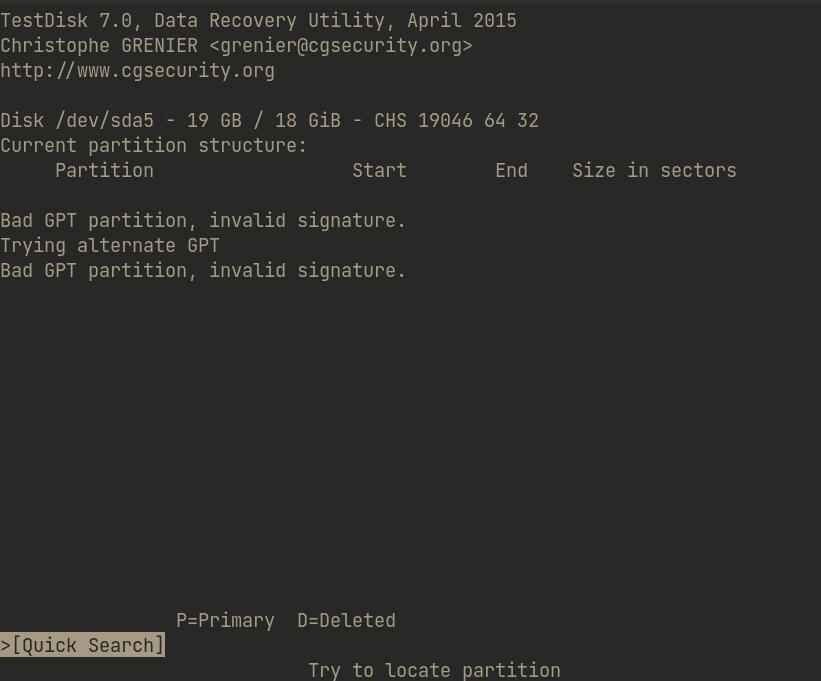 TestDisk 7.0, Data Recovery Utility, April 2015
Christophe GRENIER <grenier@cgsecurity.org>
http://www.cgsecurity.org
Disk /dev/sda5 - 19 GB / 18 GiB - CHS 19046 64 32
Current partition structure:
Partition Start End Size in sectors
Bad GPT partition, invalid signature.
Trying alternate GPT
Bad GPT partition, invalid signature.
P=Primary D=Deleted
>[Quick Search]
Try to locate partition